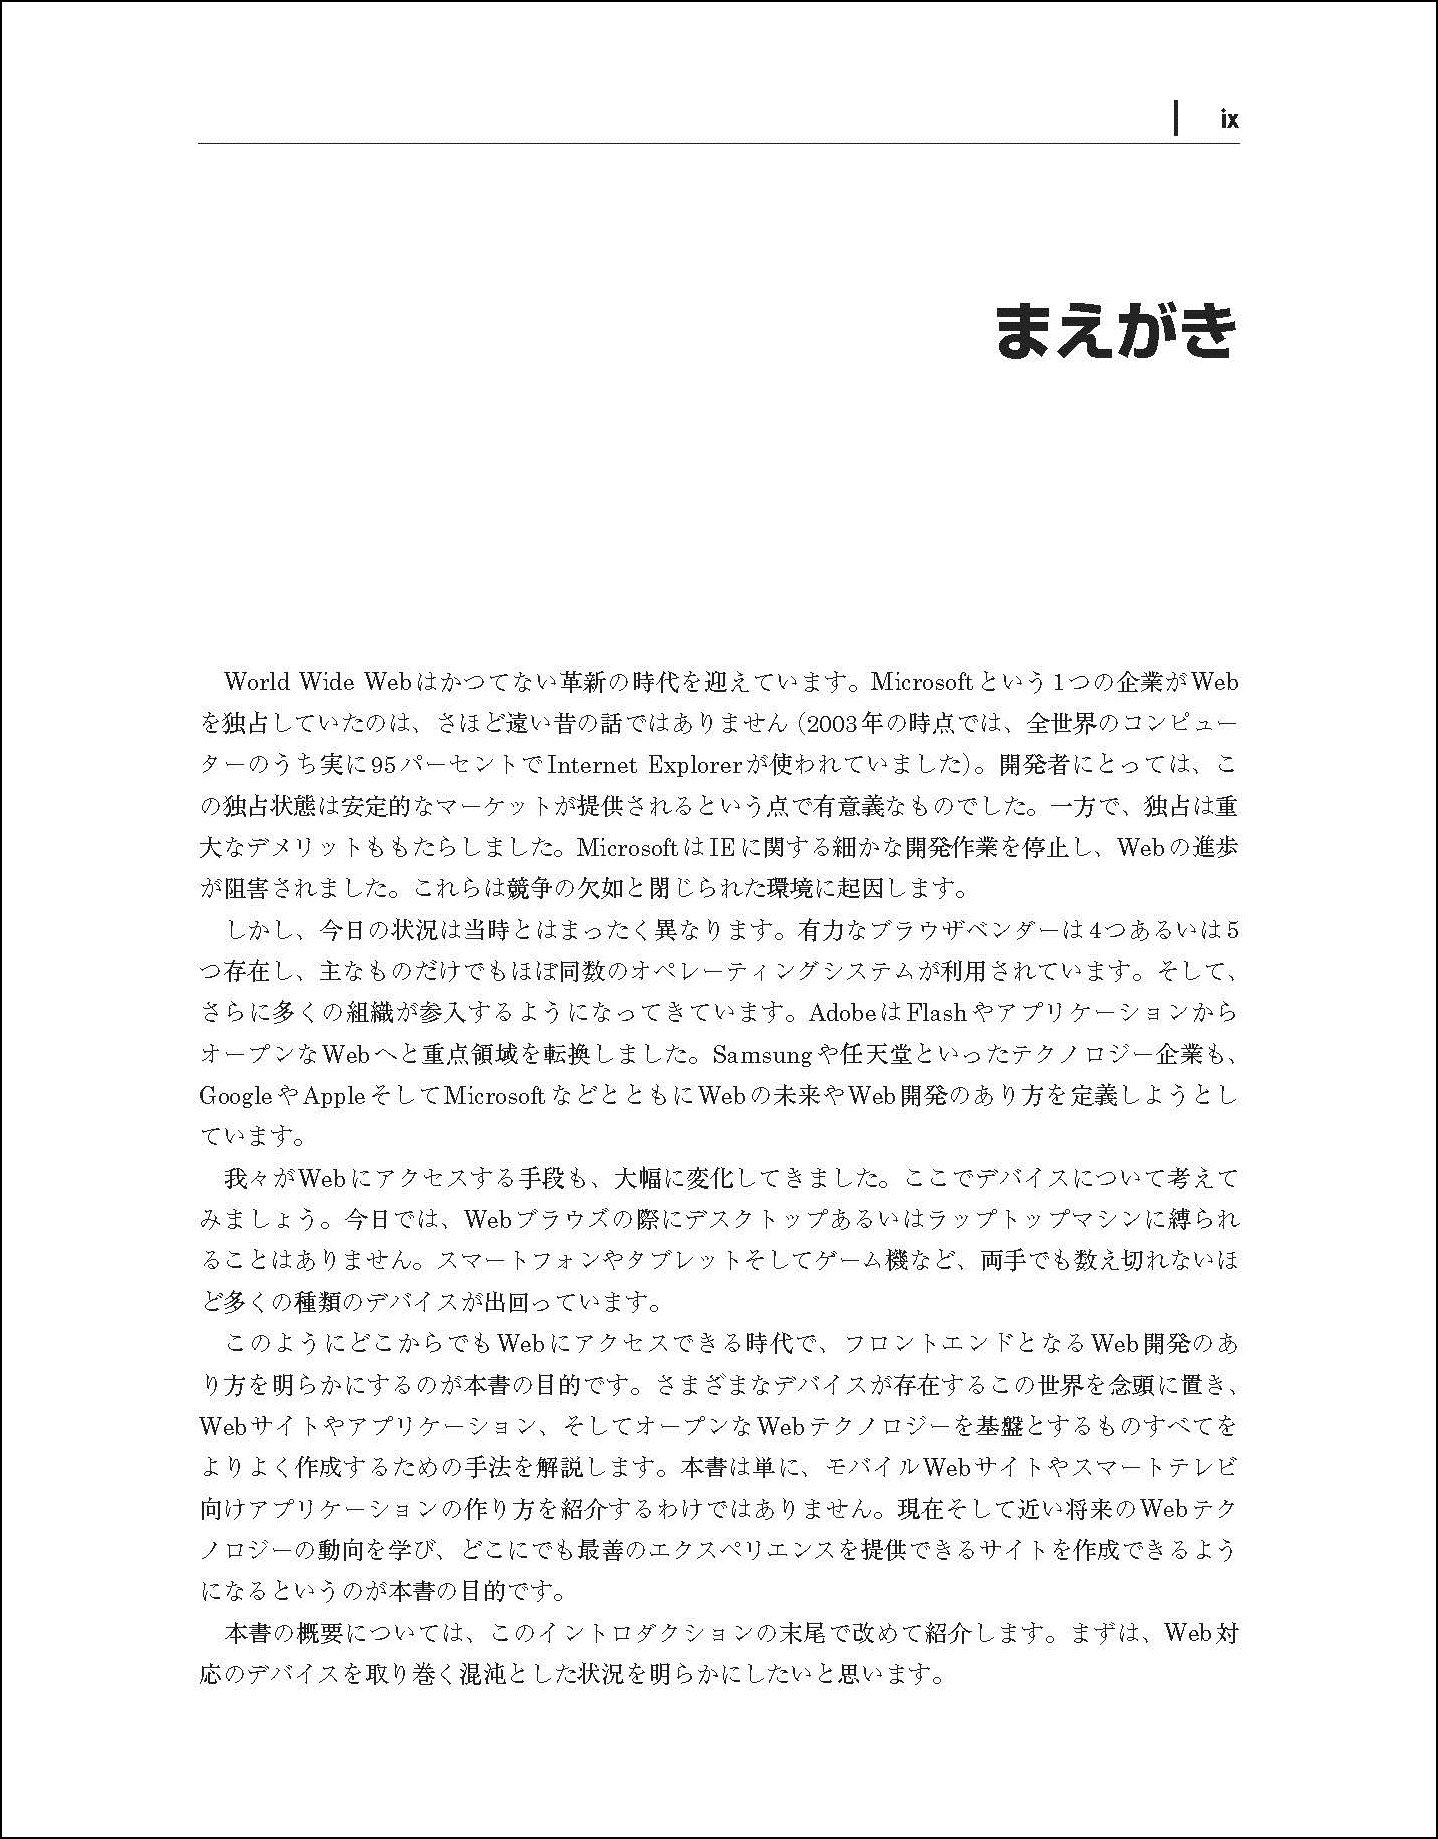 ix
まえがき
World Wide Webはかつてない革新の時代を迎えています。Microsoftという1つの企業がWeb
を独占していたのは、さほど遠い昔の話ではありません（2003年の時点では、全世界のコンピュー
ターのうち実に95パーセントでInternet Explorerが使われていました）。開発者にとっては、こ
の独占状態は安定的なマーケットが提供されるという点で有意義なものでした。一方で、独占は重
大なデメリットももたらしました。MicrosoftはIEに関する細かな開発作業を停止し、Webの進歩
が阻害されました。これらは競争の欠如と閉じられた環境に起因します。
しかし、今日の状況は当時とはまったく異なります。有力なブラウザベンダーは4つあるいは5
つ存在し、主なものだけでもほぼ同数のオペレーティングシステムが利用されています。そして、
さらに多くの組織が参入するようになってきています。AdobeはFlashやアプリケーションから
オープンなWebへと重点領域を転換しました。Samsungや任天堂といったテクノロジー企業も、
GoogleやAppleそしてMicrosoftなどとともにWebの未来やWeb開発のあり方を定義しようとし
ています。
我々がWebにアクセスする手段も、大幅に変化してきました。ここでデバイスについて考えて
みましょう。今日では、Webブラウズの際にデスクトップあるいはラップトップマシンに縛られ
ることはありません。スマートフォンやタブレットそしてゲーム機など、両手でも数え切れないほ
ど多くの種類のデバイスが出回っています。
このようにどこからでもWebにアクセスできる時代で、フロントエンドとなるWeb開発のあ
り方を明らかにするのが本書の目的です。さまざまなデバイスが存在するこの世界を念頭に置き、
Webサイトやアプリケーション、そしてオープンなWebテクノロジーを基盤とするものすべてを
よりよく作成するための手法を解説します。本書は単に、モバイルWebサイトやスマートテレビ
向けアプリケーションの作り方を紹介するわけではありません。現在そして近い将来のWebテク
ノロジーの動向を学び、どこにでも最善のエクスペリエンスを提供できるサイトを作成できるよう
になるというのが本書の目的です。
本書の概要については、このイントロダクションの末尾で改めて紹介します。まずは、Web対
応のデバイスを取り巻く混沌とした状況を明らかにしたいと思います。